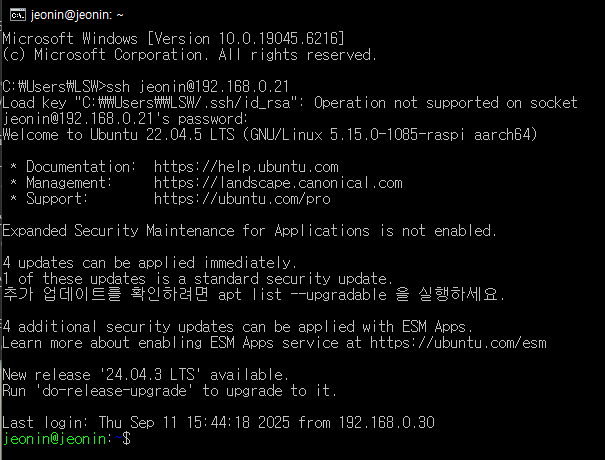 jeonin@jeonin: ~
Microsoft Windows [Version 10.0.19045.6216]
(c) Microsoft Corporation. All rights reserved.
C:₩Users₩LSW>ssh jeonin@192.168.0.21
Load key "C:₩₩Users₩₩LSW/.ssh/id_rsa": Operation not supported on socket
jeonin@192.168.0.21's password:
Welcome to Ubuntu 22.04.5 LTS (GNU/Linux 5.15.0-1085-raspi aarch64)
* Documentation: https://help.ubuntu.com
* Management: https://landscape.canonical.com
* Support: https://ubuntu.com/pro
Expanded Security Maintenance for Applications is not enabled.
4 updates can be applied immediately.
1 of these updates is a standard security update.
추가 업데이트를 확인하려면 apt list --upgradable 을 실행하세요.
4 additional security updates can be applied with ESM Apps.
Learn more about enabling ESM Apps service at https://ubuntu.com/esm
New release '24.04.3 LTS' available.
Run 'do-release-upgrade' to upgrade to it.
Last login: Thu Sep 11 15:44:18 2025 from 192.168.0.30
jeonin@jeonin:~$